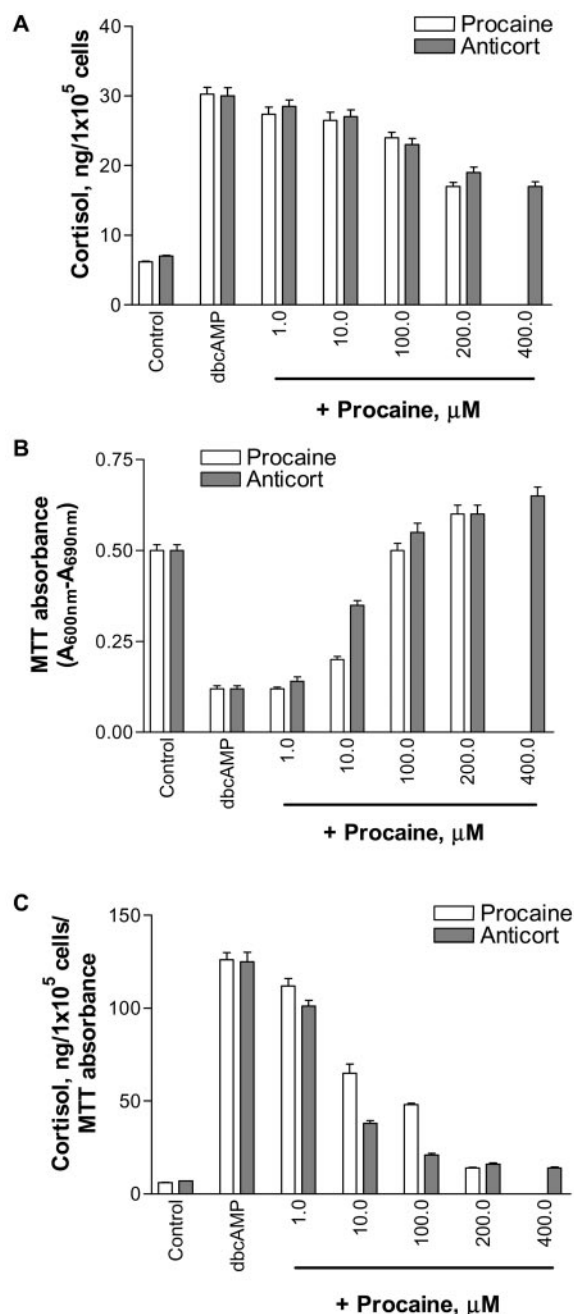 A
Procaine
Anticort
Cortisol, ng/1x10⁵ cells
40
30
20
10
0
Control
dbcAMP
1.0
10.0
100.0
200.0
400.0
+ Procaine, μM
B
Procaine
Anticort
MTT absorbance
(A600nm-A690nm)
0.75
0.50
0.25
0.00
Control
dbcAMP
1.0
10.0
100.0
200.0
400.0
+ Procaine, μM
C
Procaine
Anticort
Cortisol, ng/1x10⁵ cells/
MTT absorbance
150
100
50
0
Control
dbcAMP
1.0
10.0
100.0
200.0
400.0
+ Procaine, μM